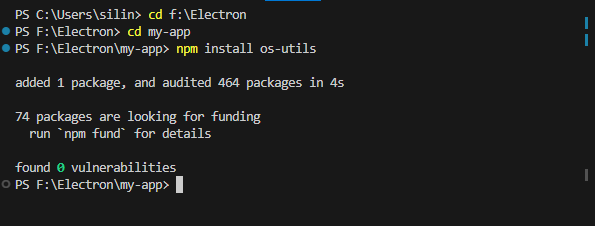 PS C:\Users\silin> cd f:\Electron
PS F:\Electron> cd my-app
PS F:\Electron\my-app> npm install os-utils
added 1 package, and audited 464 packages in 4s
74 packages are looking for funding
  run `npm fund` for details
found 0 vulnerabilities
PS F:\Electron\my-app>